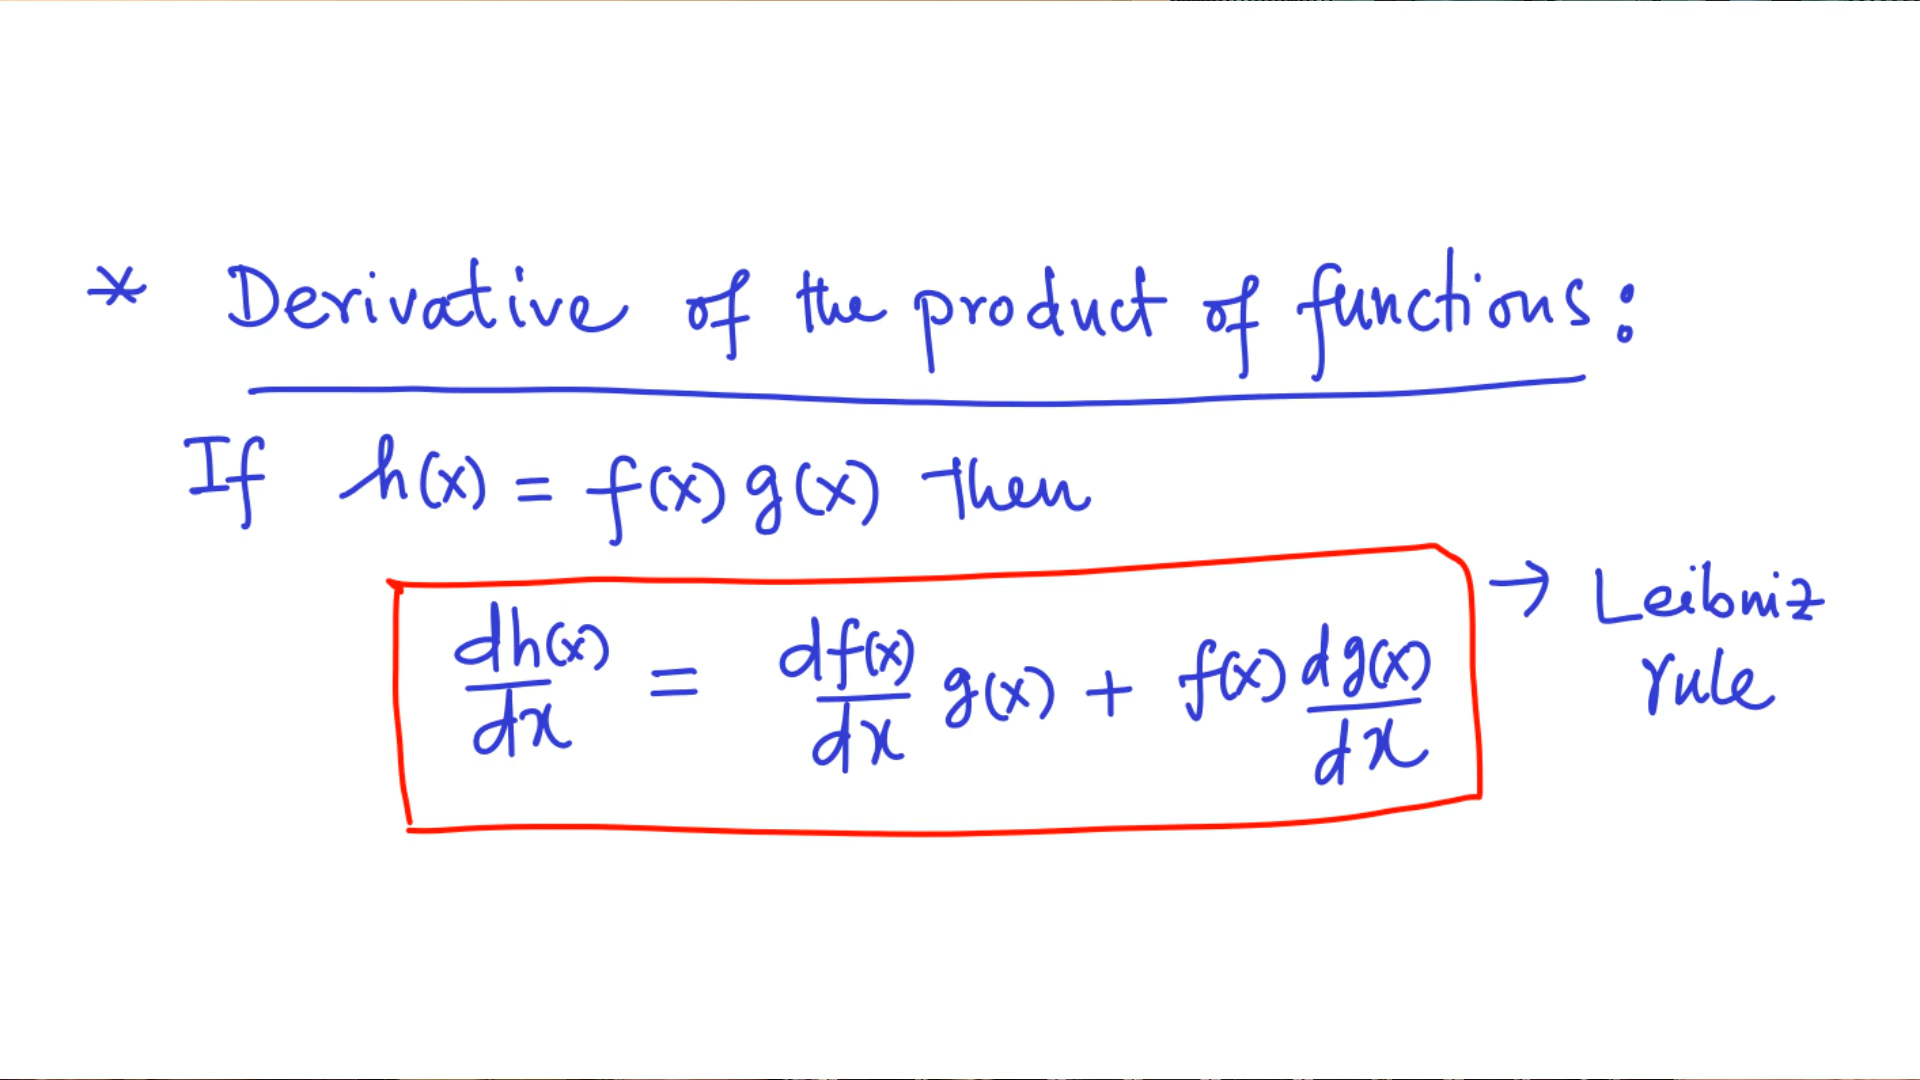 * Derivative of the product of functions:
If h(x) = f(x) g(x) then
dh(x)/dx = df(x)/dx g(x) + f(x) dg(x)/dx → Leibniz
rule